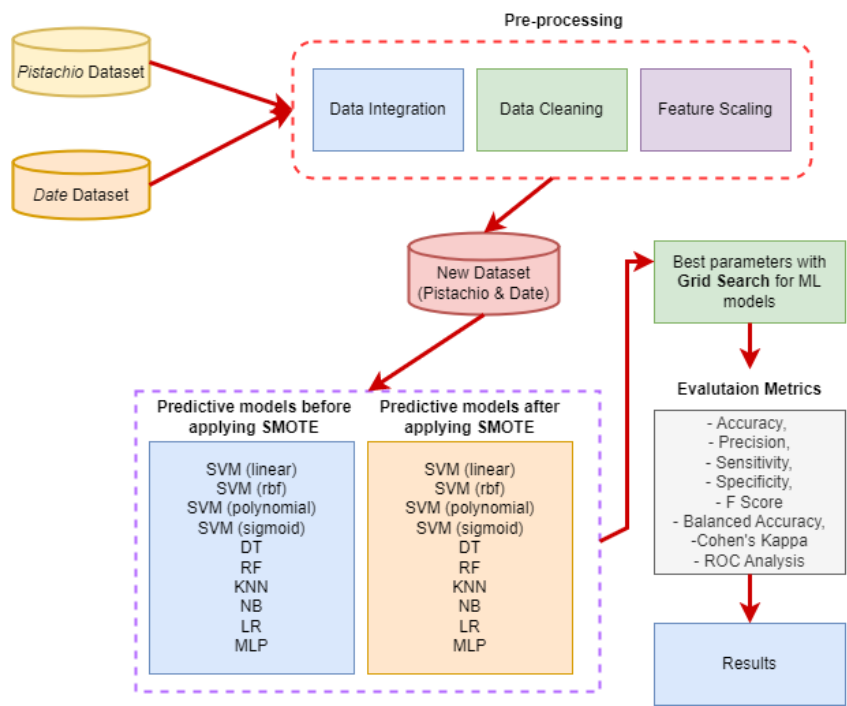 Pre-processing
Pistachio Dataset
Date Dataset
Data Integration
Data Cleaning
Feature Scaling
New Dataset
(Pistachio & Date)
Predictive models before
applying SMOTE
SVM (linear)
SVM (rbf)
SVM (polynomial)
SVM (sigmoid)
DT
RF
KNN
NB
LR
MLP
Predictive models after
applying SMOTE
SVM (linear)
SVM (rbf)
SVM (polynomial)
SVM (sigmoid)
DT
RF
KNN
NB
LR
MLP
Best parameters with
Grid Search for ML
models
Evalutaion Metrics
- Accuracy,
- Precision,
- Sensitivity,
- Specificity,
- F Score
- Balanced Accuracy,
-Cohen's Kappa
- ROC Analysis
Results